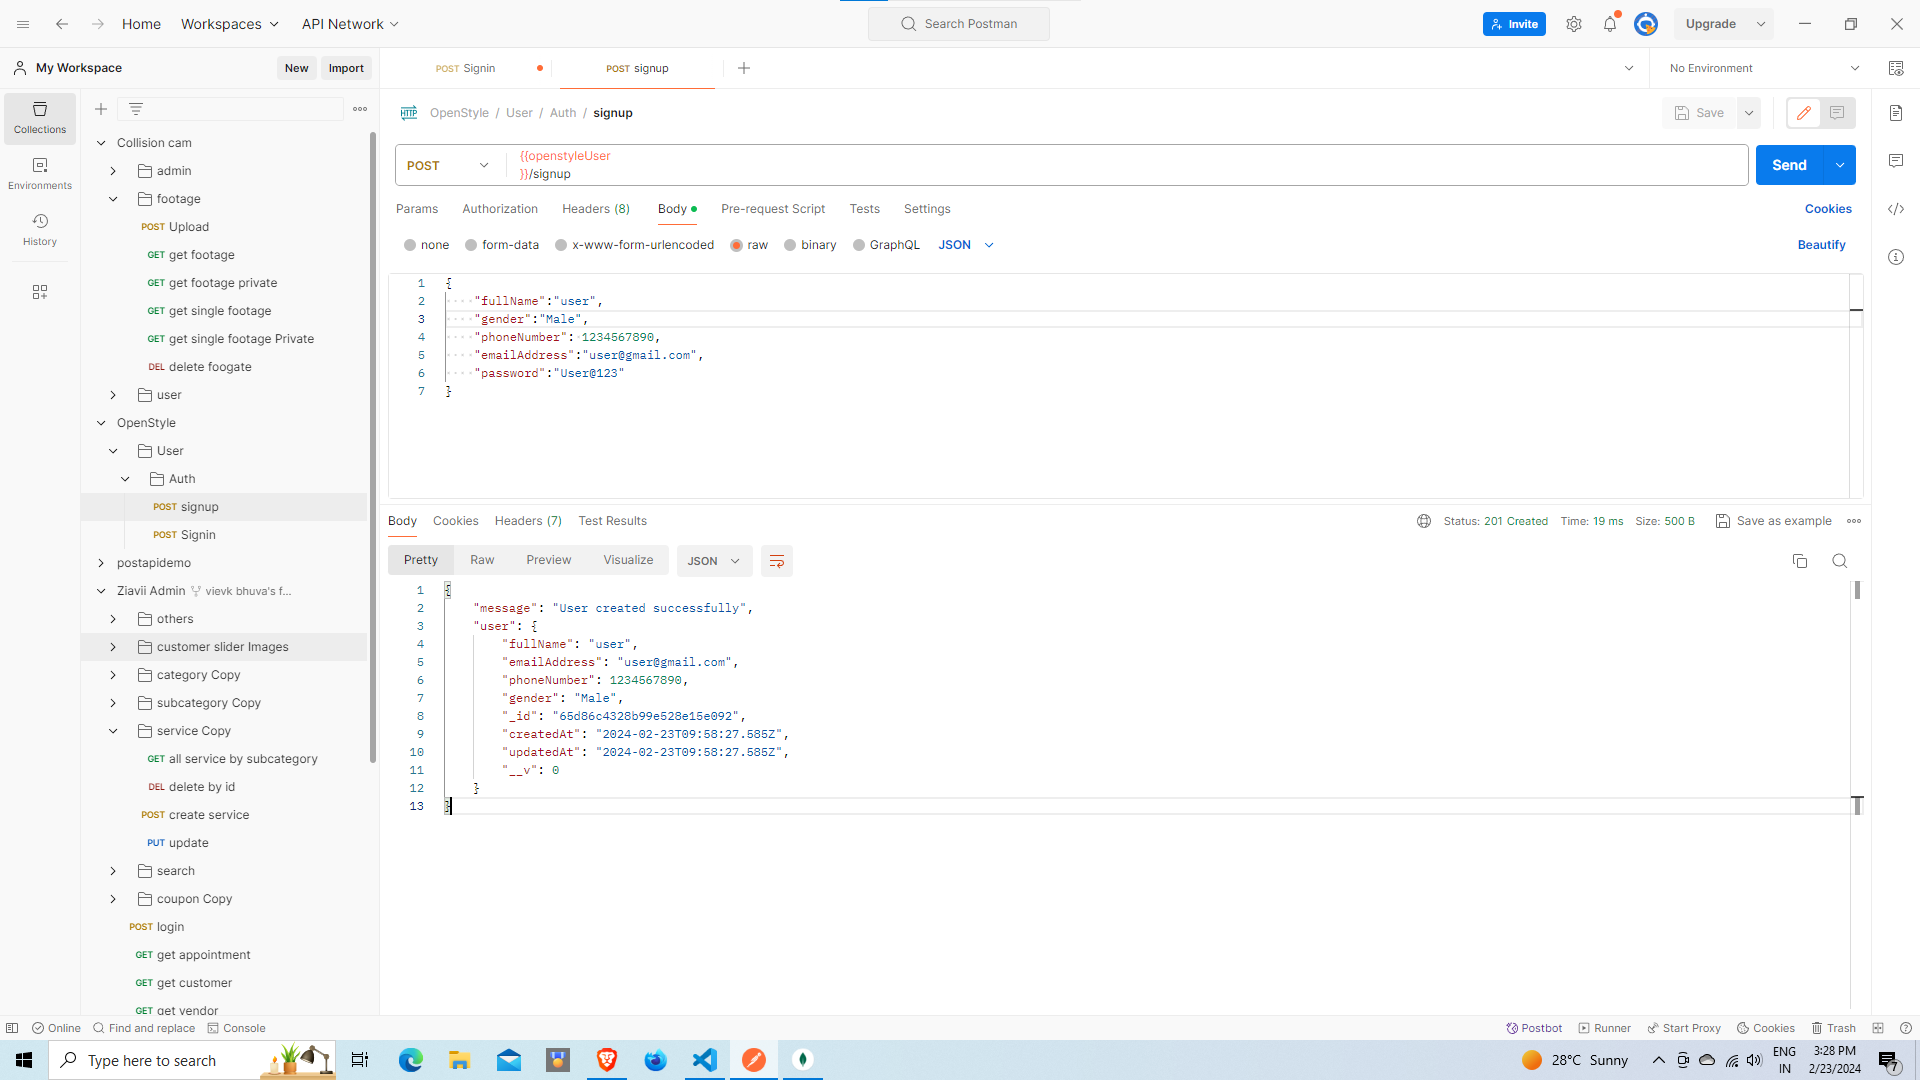 Home
Workspaces
API Network
Search Postman
Invite
Upgrade
My Workspace
New
Import
POST Signin
POST signup
No Environment
Collections
Environments
History
Collision cam
admin
footage
POST Upload
GET get footage
GET get footage private
GET get single footage
GET get single footage Private
DEL delete foogate
user
OpenStyle
User
Auth
POST signup
POST Signin
postapidemo
Ziavii Admin vievk bhuva's f...
others
customer slider Images
category Copy
subcategory Copy
service Copy
GET all service by subcategory
DEL delete by id
POST create service
PUT update
search
coupon Copy
POST login
GET get appointment
GET get customer
GET get vendor
HTTP OpenStyle / User / Auth / signup
Save
POST
{{openstyleUser
}}/signup
Send
Params
Authorization
Headers (8)
Body
Pre-request Script
Tests
Settings
Cookies
none
form-data
x-www-form-urlencoded
raw
binary
GraphQL
JSON
Beautify
1 {
2 "fullName":"user",
3 "gender":"Male",
4 "phoneNumber": 1234567890,
5 "emailAddress":"user@gmail.com",
6 "password":"User@123"
7 }
Body
Cookies
Headers (7)
Test Results
Status: 201 Created
Time: 19 ms
Size: 500 B
Save as example
Pretty
Raw
Preview
Visualize
JSON
1 {
2 "message": "User created successfully",
3 "user": {
4 "fullName": "user",
5 "emailAddress": "user@gmail.com",
6 "phoneNumber": 1234567890,
7 "gender": "Male",
8 "_id": "65d86c4328b99e528e15e092",
9 "createdAt": "2024-02-23T09:58:27.585Z",
10 "updatedAt": "2024-02-23T09:58:27.585Z",
11 "__v": 0
12 }
13 }
Online
Find and replace
Console
Postbot
Runner
Start Proxy
Cookies
Trash
Type here to search
28°C Sunny
ENG
IN
3:28 PM
2/23/2024
7